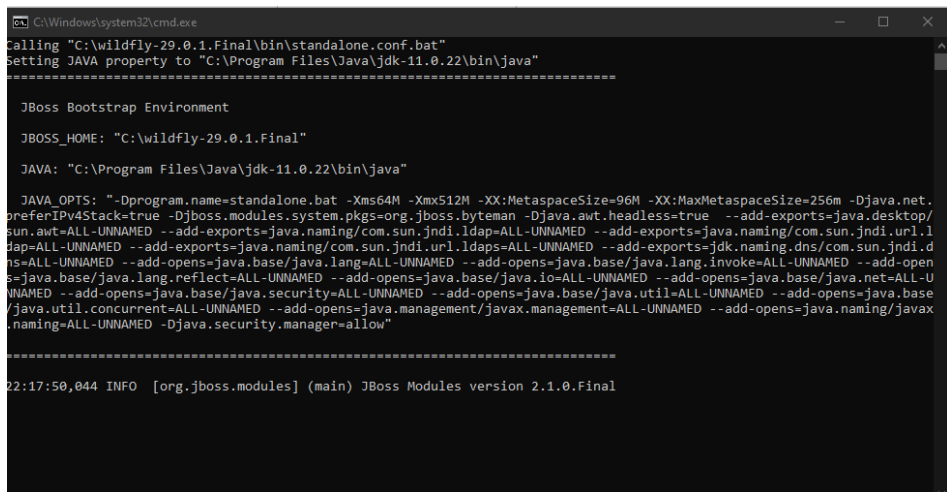 C:\Windows\system32\cmd.exe
Calling "C:\wildfly-29.0.1.Final\bin\standalone.conf.bat"
Setting JAVA property to "C:\Program Files\Java\jdk-11.0.22\bin\java"
===============================================================================
JBoss Bootstrap Environment
JBOSS_HOME: "C:\wildfly-29.0.1.Final"
JAVA: "C:\Program Files\Java\jdk-11.0.22\bin\java"
JAVA_OPTS: "-Dprogram.name=standalone.bat -Xms64M -Xmx512M -XX:MetaspaceSize=96M -XX:MaxMetaspaceSize=256m -Djava.net.
preferIPv4Stack=true -Djboss.modules.system.pkgs=org.jboss.byteman -Djava.awt.headless=true  --add-exports=java.desktop/
sun.awt=ALL-UNNAMED --add-exports=java.naming/com.sun.jndi.ldap=ALL-UNNAMED --add-exports=java.naming/com.sun.jndi.url.l
dap=ALL-UNNAMED --add-exports=java.naming/com.sun.jndi.url.ldaps=ALL-UNNAMED --add-exports=jdk.naming.dns/com.sun.jndi.d
ns=ALL-UNNAMED --add-opens=java.base/java.lang=ALL-UNNAMED --add-opens=java.base/java.lang.invoke=ALL-UNNAMED --add-open
s=java.base/java.lang.reflect=ALL-UNNAMED --add-opens=java.base/java.io=ALL-UNNAMED --add-opens=java.base/java.net=ALL-U
NNAMED --add-opens=java.base/java.security=ALL-UNNAMED --add-opens=java.base/java.util=ALL-UNNAMED --add-opens=java.base
/java.util.concurrent=ALL-UNNAMED --add-opens=java.management/javax.management=ALL-UNNAMED --add-opens=java.naming/javax
.naming=ALL-UNNAMED -Djava.security.manager=allow"
===============================================================================
22:17:50,044 INFO  [org.jboss.modules] (main) JBoss Modules version 2.1.0.Final